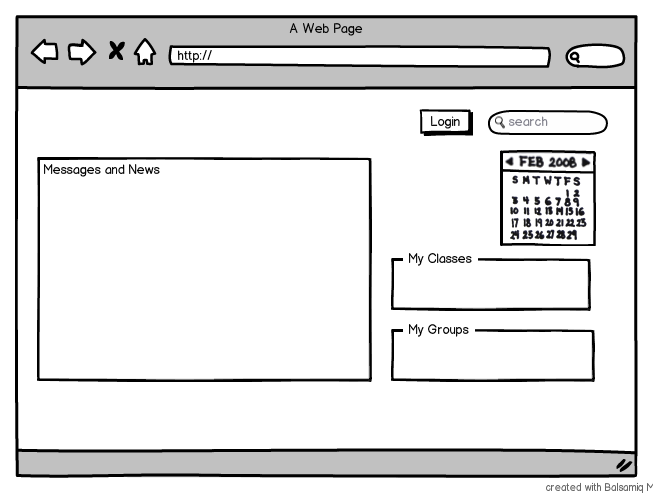 A Web Page
http://
Login
search
Messages and News
FEB 2008
S M T W T F S
1 2
3 4 5 6 7 8 9
10 11 12 13 14 15 16
17 18 19 20 21 22 23
24 25 26 27 28 29
My Classes
My Groups
created with Balsamiq M